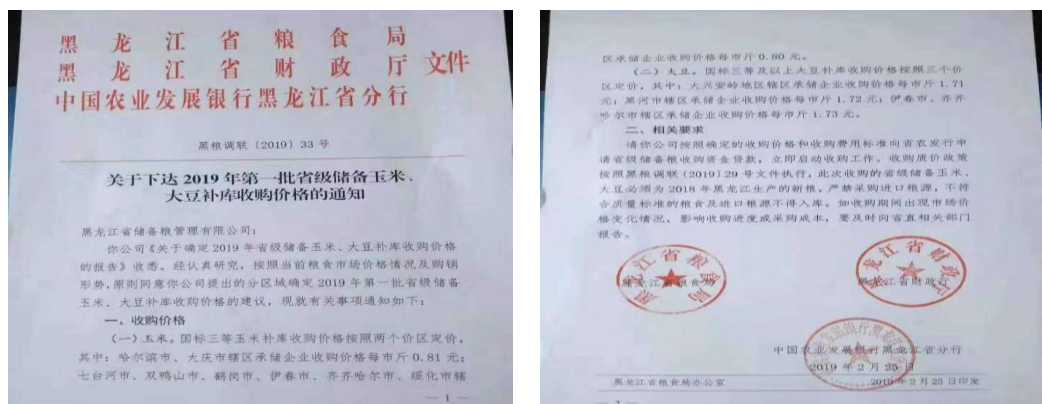 黑龙江省粮食局
黑龙江省财政厅 文件
中国农业发展银行黑龙江省分行
黑粮调联〔2019〕33 号
关于下达 2019 年第一批省级储备玉米、
大豆补库收购价格的通知
黑龙江省储备粮管理有限公司：
你公司《关于确定 2019 年省级储备玉米、大豆补库收购价格
的报告》收悉。经认真研究，按照当前粮食市场价格情况及购销
形势，原则同意你公司提出的分区域确定 2019 年第一批省级储备
玉米、大豆补库收购价格的建议，现就有关事项通知如下：
一、收购价格
（一）玉米。国标三等玉米补库收购价格按照两个价区定价，
其中：哈尔滨市、大庆市辖区承储企业收购价格每市斤 0.81 元；
七台河市、双鸭山市、鹤岗市、伊春市、齐齐哈尔市、绥化市辖
— 1 —
区承储企业收购价格每市斤 0.80 元。
（二）大豆。国标三等及以上大豆补库收购价格按照三个价
区定价，其中：大兴安岭地区辖区承储企业收购价格每市斤 1.71
元；黑河市辖区承储企业收购价格每市斤 1.72 元；伊春市、齐齐
哈尔市辖区承储企业收购价格每市斤 1.73 元。
二、相关要求
请你公司按照确定的收购价格和收购费用标准向省农发行申
请省级储备粮收购资金贷款，立即启动收购工作。收购质价政策
按照黑粮调联（2019）29 号文件执行，此次收购的省级储备玉米、
大豆必须为 2018 年黑龙江生产的新粮，严禁采购进口粮源，不符
合质量标准的粮食及进口粮源不得入库。如收购期间出现市场价
格变化情况，影响收购进度或采购成本，要及时向省直相关部门
报告。
黑龙江省粮食局
黑龙江省财政厅
黑龙江省粮食局 黑龙江省财政厅
中国农业发展银行黑龙江省分行
2019 年 2 月 25 日
黑龙江省粮食局办公室 2019 年 2 月 25 日印发